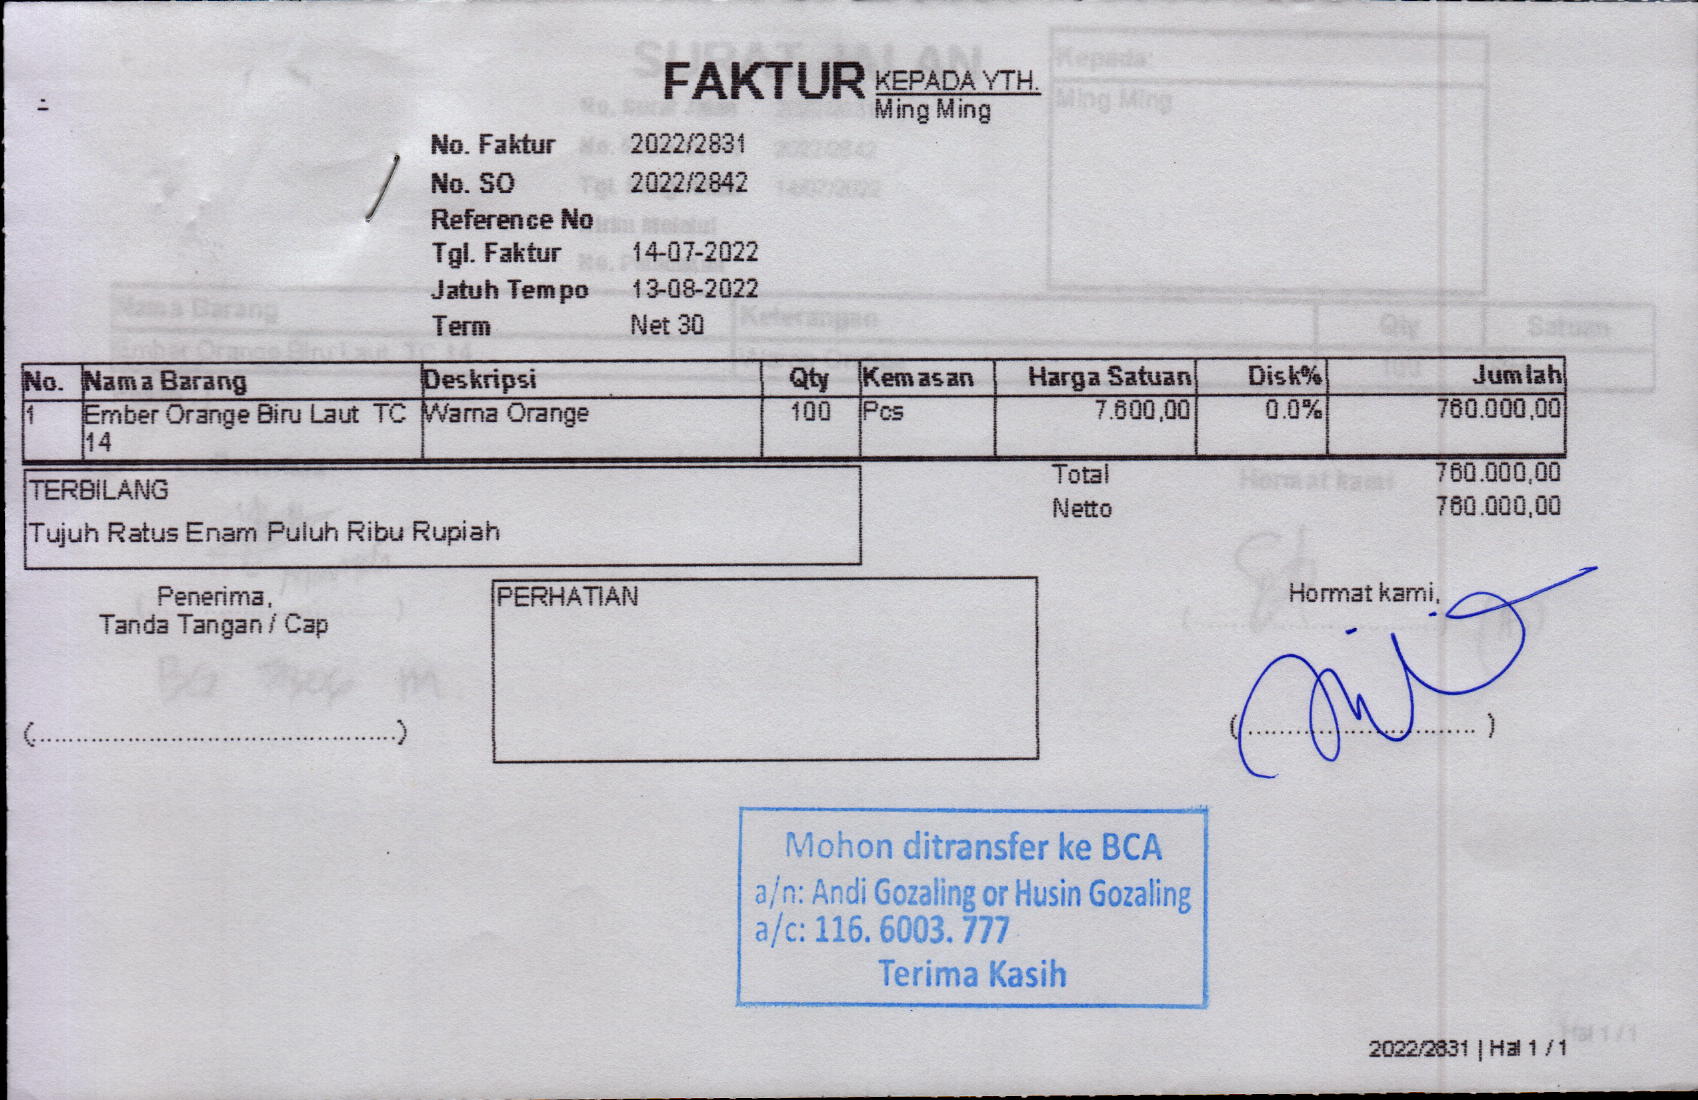 FAKTUR KEPADA YTH.
Ming Ming
No. Faktur 2022/2831
No. SO 2022/2842
Reference No
Tgl. Faktur 14-07-2022
Jatuh Tempo 13-08-2022
Term Net 30
No. Nama Barang Deskripsi Qty Kemasan Harga Satuan Disk% Jumlah
1 Ember Orange Biru Laut TC 14 Warna Orange 100 Pcs 7.600,00 0.0% 760.000,00
Total 760.000,00
Netto 760.000,00
TERBILANG
Tujuh Ratus Enam Puluh Ribu Rupiah
Penerima,
Tanda Tangan / Cap
PERHATIAN
Hormat kami,
Mohon ditransfer ke BCA
a/n: Andi Gozaling or Husin Gozaling
a/c: 116. 6003. 777
Terima Kasih
2022/2831 | Hal 1 / 1